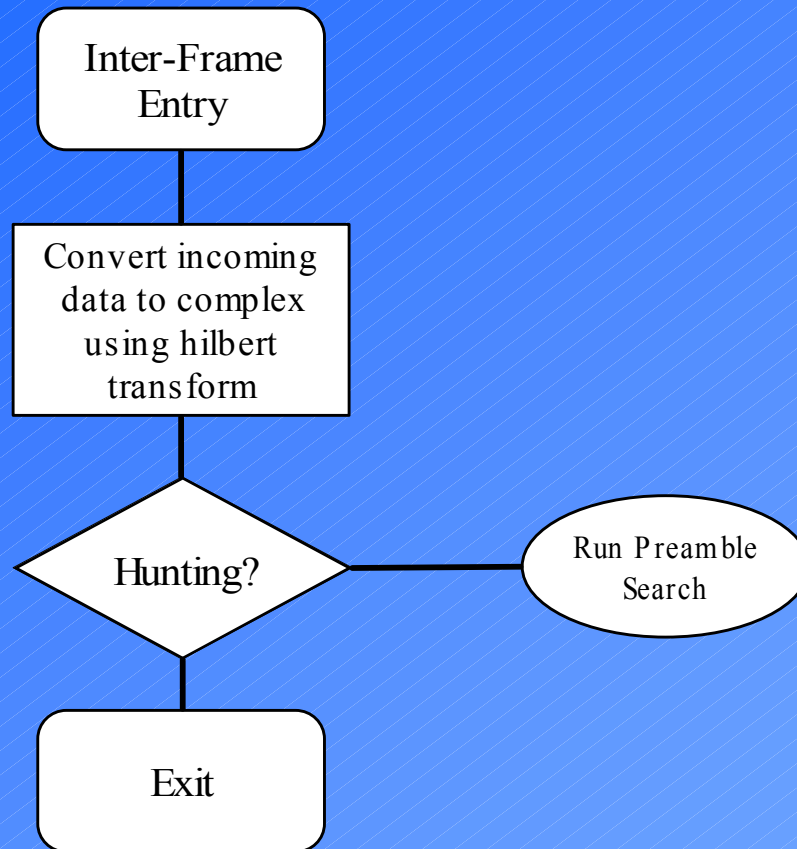 Inter-Frame
Entry
Convert incoming
data to complex
using hilbert
transform
Hunting?
Run Preamble
Search
Exit